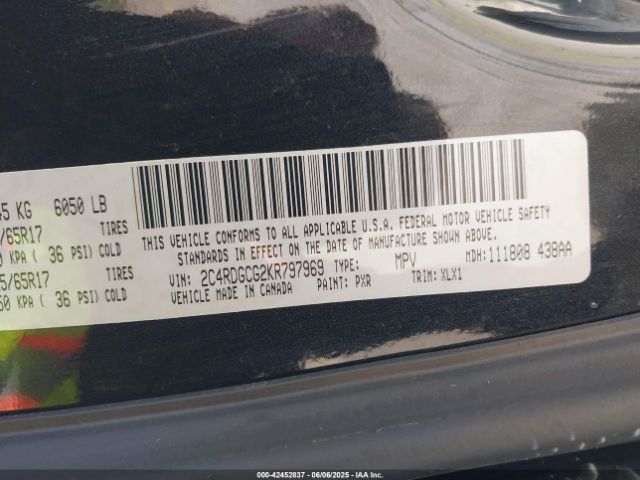 45 KG 6050 LB
/65R17 TIRES
0 KPA ( 36 PSI) COLD
5/65R17 TIRES
50 KPA ( 36 PSI) COLD
THIS VEHICLE CONFORMS TO ALL APPLICABLE U.S.A. FEDERAL MOTOR VEHICLE SAFETY
STANDARDS IN EFFECT ON THE DATE OF MANUFACTURE SHOWN ABOVE.
VIN: 2C4RDGCG2KR797969 TYPE: MPV MDH: 111808 438AA
VEHICLE MADE IN CANADA PAINT: PXR TRIM: XLX1
000-42452837 06/06/2025 Copyright © IAA, Inc.